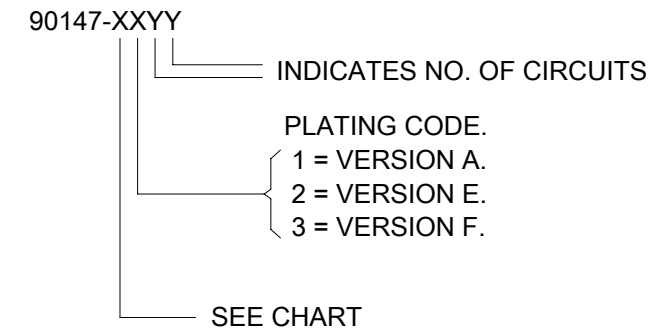 90147-XXYY
INDICATES NO. OF CIRCUITS
PLATING CODE.
1 = VERSION A.
2 = VERSION E.
3 = VERSION F.
SEE CHART